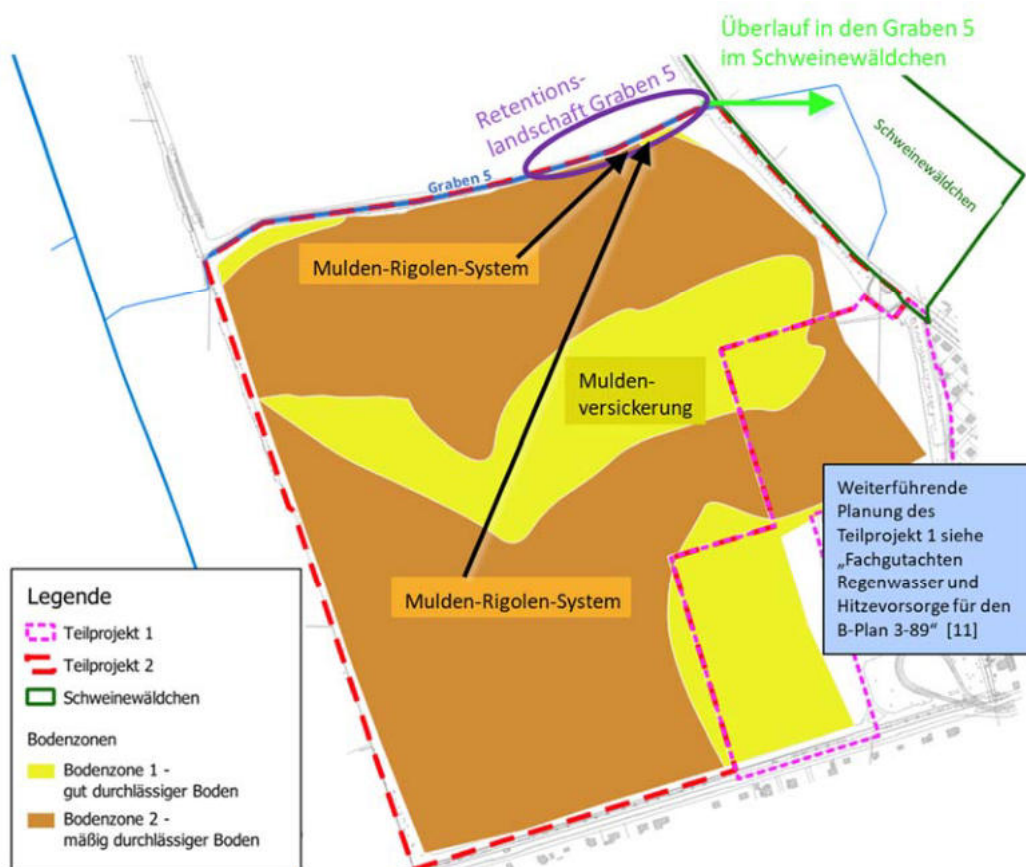 Überlauf in den Graben 5
im Schweinewäldchen
Retentions-
landschaft Graben 5
Schweinewäldchen
Graben 5
Mulden-Rigolen-System
Mulden-
versickerung
Mulden-Rigolen-System
Weiterführende
Planung des
Teilprojekt 1 siehe
„Fachgutachten
Regenwasser und
Hitzevorsorge für den
B-Plan 3-89“ [11]
Legende
Teilprojekt 1
Teilprojekt 2
Schweinewäldchen
Bodenzonen
Bodenzone 1 -
gut durchlässiger Boden
Bodenzone 2 -
mäßig durchlässiger Boden